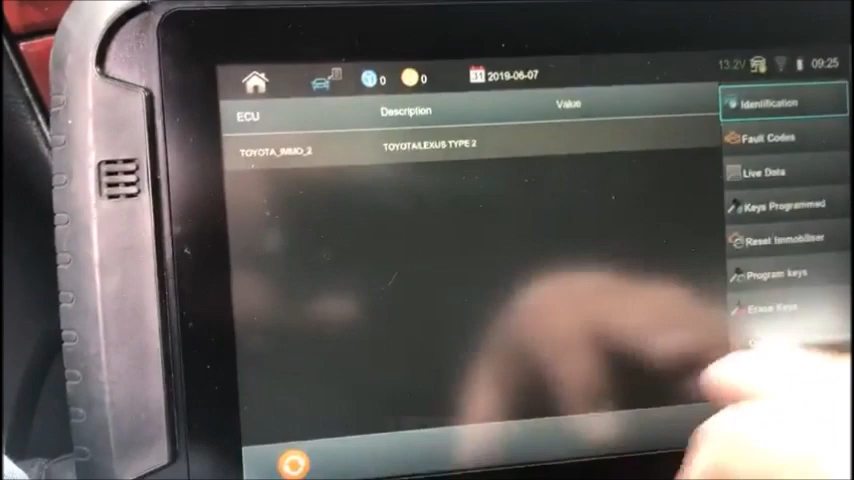 0
0
31
2019-06-07
13.2V
09:25
ECU Description Value
TOYOTA_IMMO_2 TOYOTA/LEXUS TYPE 2
Identification
Fault Codes
Live Data
Keys Programmed
Reset Immobiliser
Program keys
Erase Keys